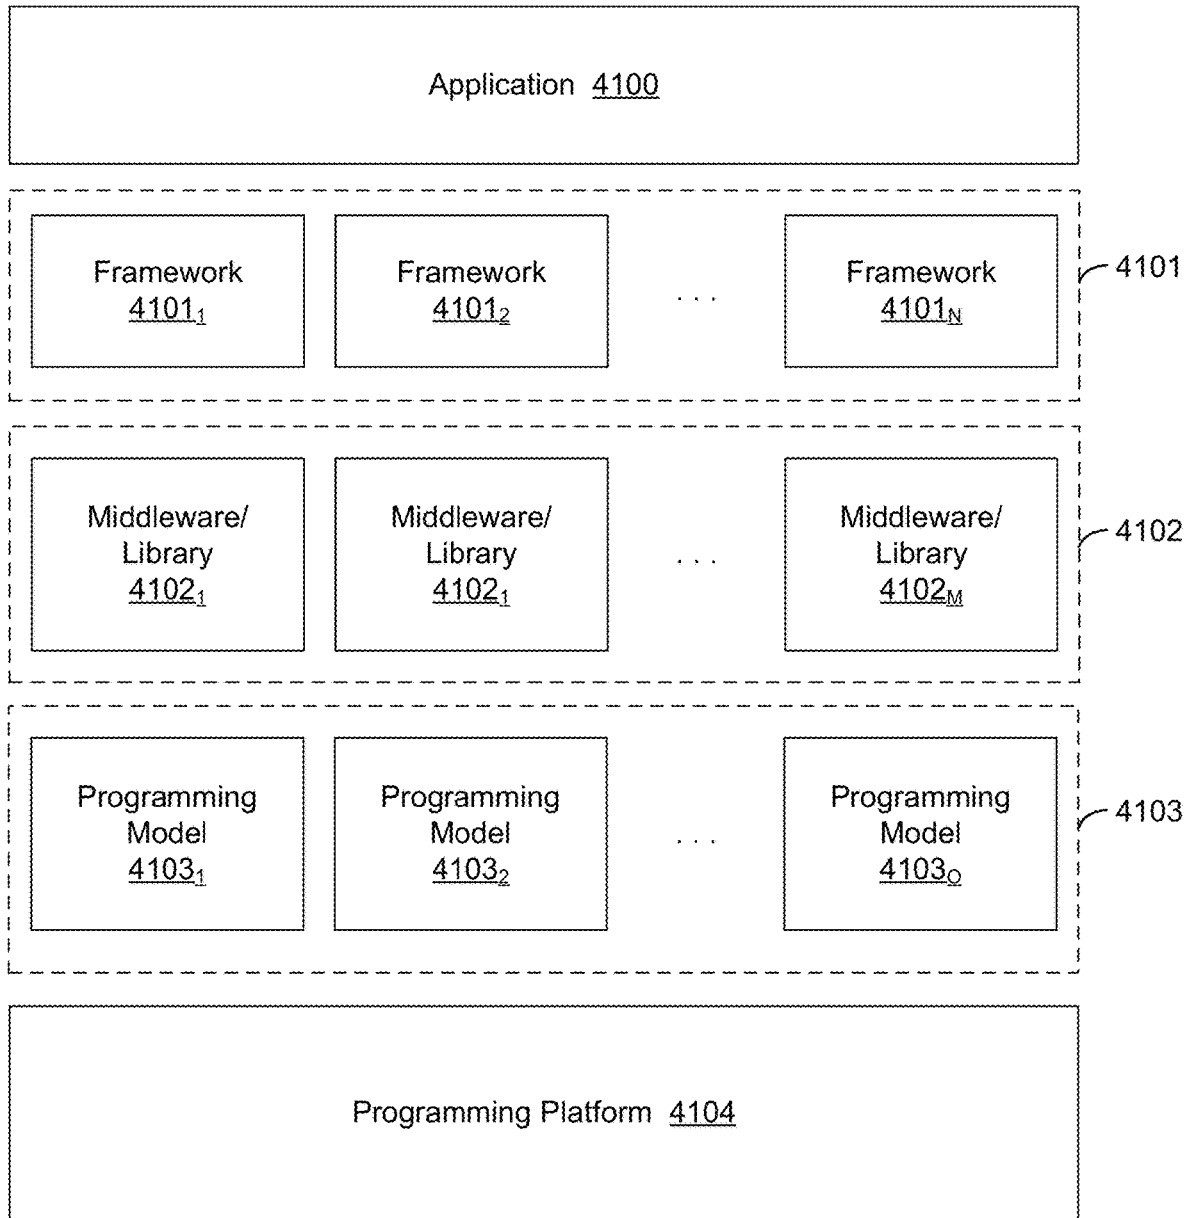 Application 4100
Framework
4101₁
Framework
4101₂
. . .
Framework
4101N
4101
Middleware/
Library
4102₁
Middleware/
Library
4102₁
. . .
Middleware/
Library
4102M
4102
Programming
Model
4103₁
Programming
Model
4103₂
. . .
Programming
Model
4103O
4103
Programming Platform 4104